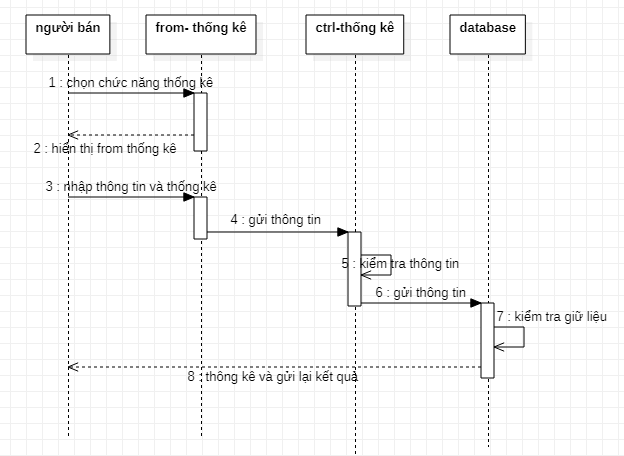 người bán
from- thống kê
ctrl-thống kê
database
1 : chọn chức năng thống kê
2 : hiển thị from thống kê
3 : nhập thông tin và thống kê
4 : gửi thông tin
5 : kiểm tra thông tin
6 : gửi thông tin
7 : kiểm tra giữ liệu
8 : thông kê và gửi lại kết quả